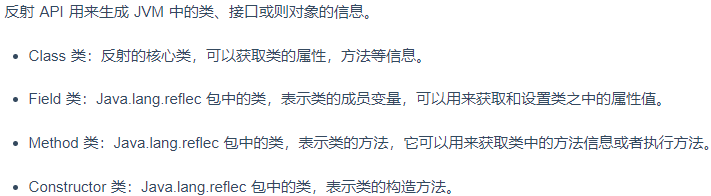 反射 API 用来生成 JVM 中的类、接口或则对象的信息。
• Class 类：反射的核心类，可以获取类的属性，方法等信息。
• Field 类：Java.lang.reflec 包中的类，表示类的成员变量，可以用来获取和设置类之中的属性值。
• Method 类：Java.lang.reflec 包中的类，表示类的方法，它可以用来获取类中的方法信息或者执行方法。
• Constructor 类：Java.lang.reflec 包中的类，表示类的构造方法。